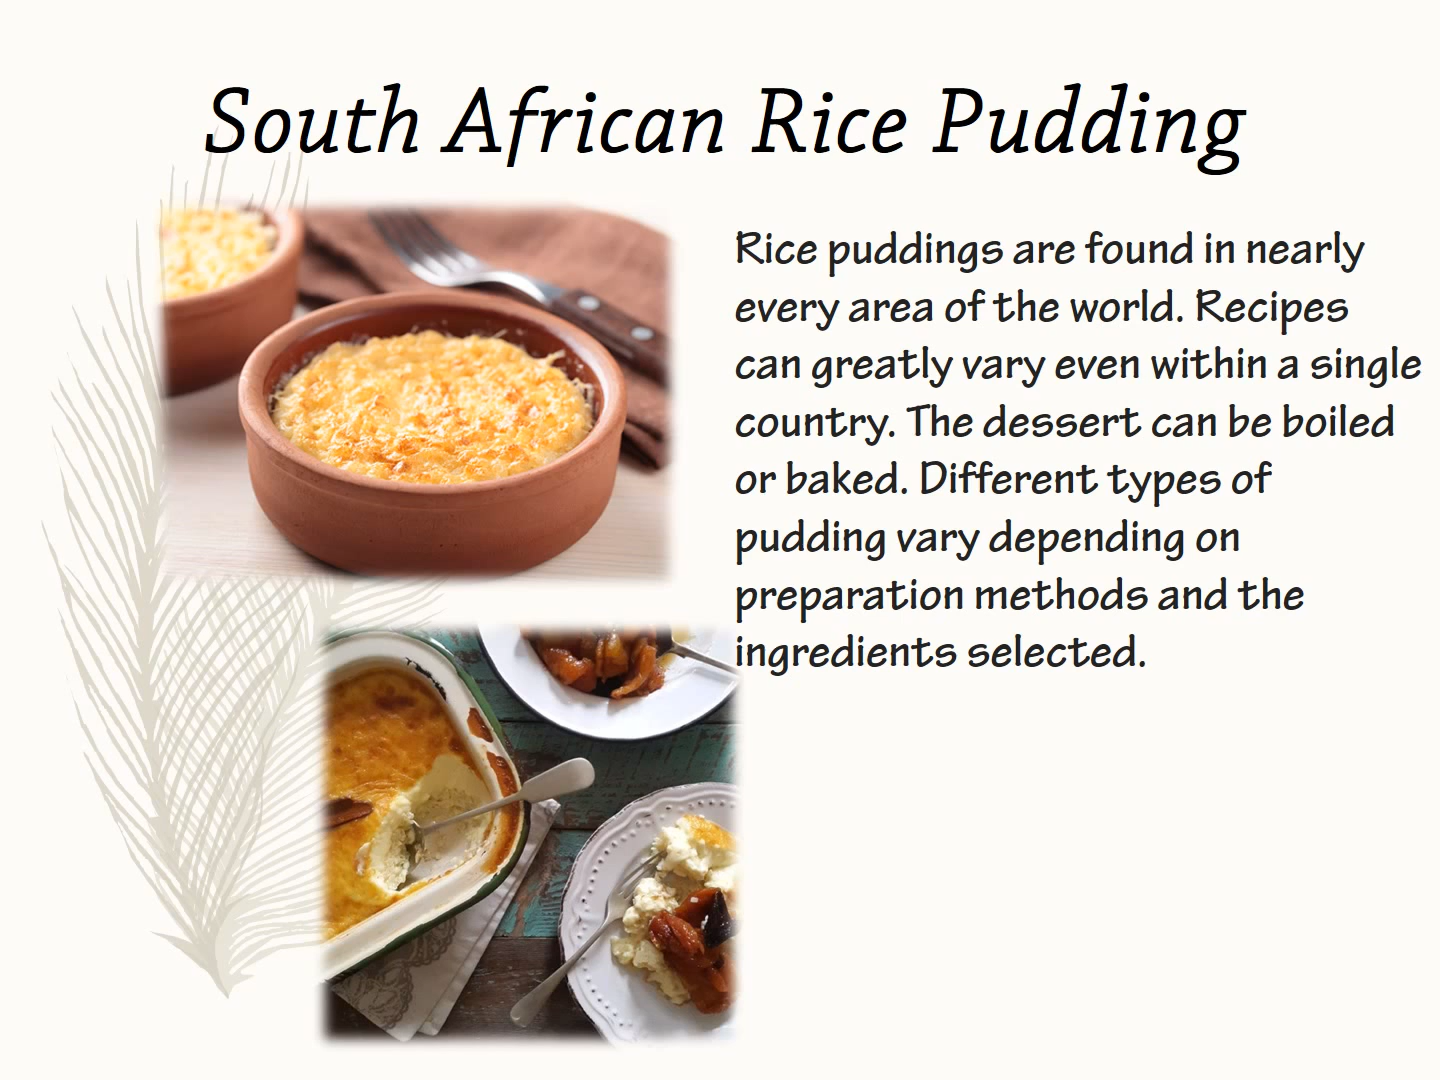 South African Rice Pudding
Rice puddings are found in nearly
every area of the world. Recipes
can greatly vary even within a single
country. The dessert can be boiled
or baked. Different types of
pudding vary depending on
preparation methods and the
ingredients selected.